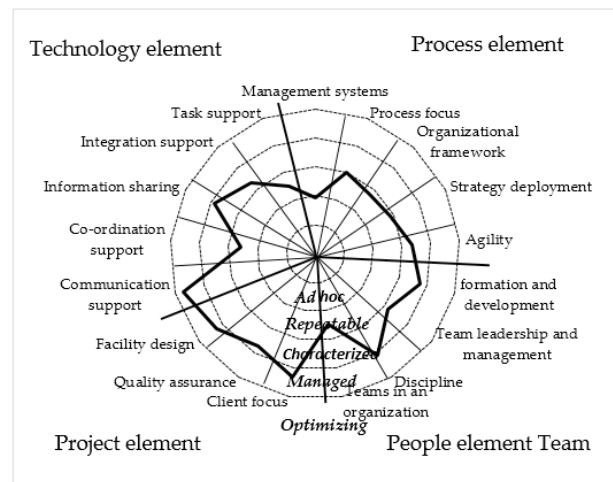 Technology element
Process element
Management systems
Task support
Process focus
Integration support
Organizational
framework
Information sharing
Strategy deployment
Co-ordination
support
Agility
Communication
support
formation and
development
Ad hoc
Repeatable
Team leadership and
management
Facility design
Characterized
Quality assurance
Managed
Discipline
Client focus
Teams in an
organization
Optimizing
Project element
People element Team